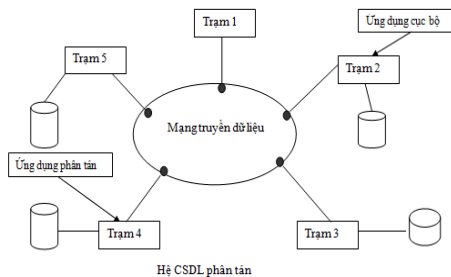 Trạm 1
Ứng dụng cục bộ
Trạm 5
Trạm 2
Mạng truyền dữ liệu
Ứng dụng phân tán
Trạm 4
Trạm 3
Hệ CSDL phân tán